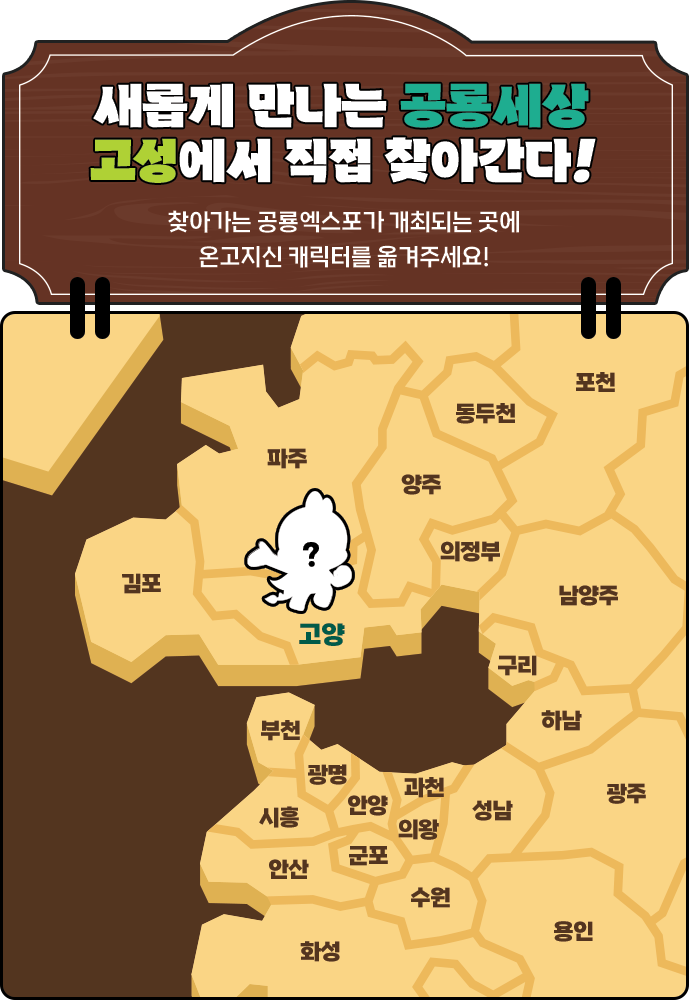 새롭게 만나는 공룡세상
고성에서 직접 찾아간다!
찾아가는 공룡엑스포가 개최되는 곳에
온고지신 캐릭터를 옮겨주세요!
포천
동두천
파주
양주
의정부
김포
남양주
?
고양
구리
하남
부천
광명
과천
안양
광주
시흥
의왕
성남
군포
안산
수원
용인
화성